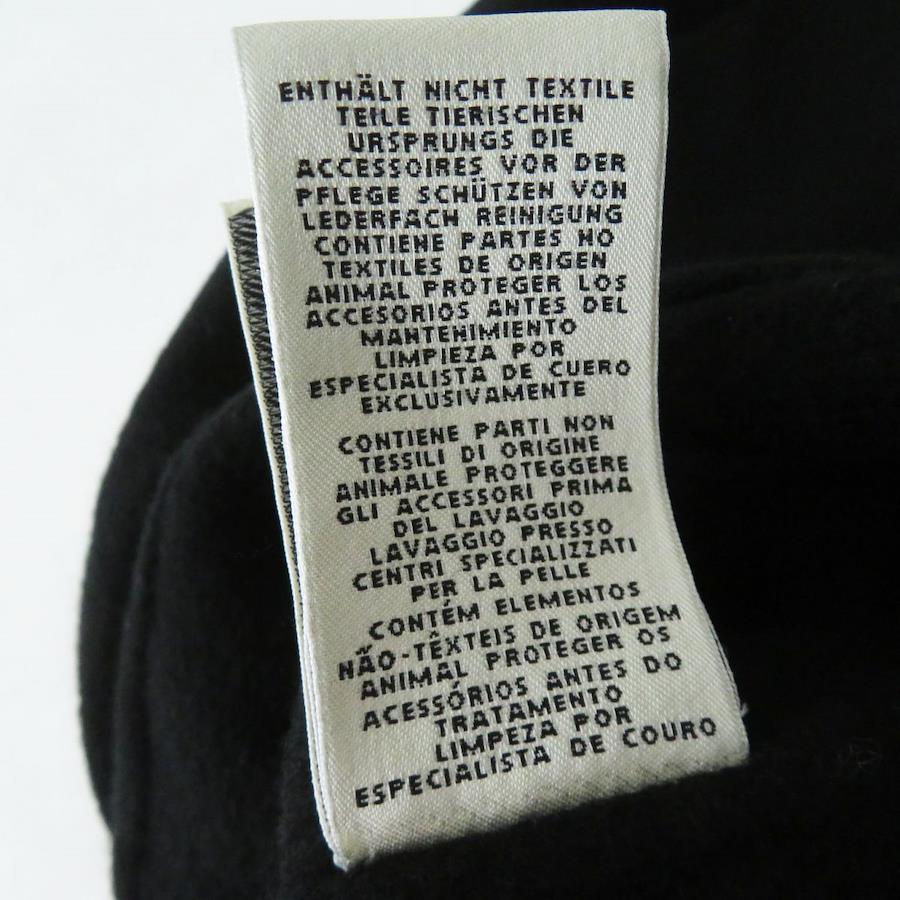 ENTHÄLT NICHT TEXTILE
TEILE TIERISCHEN
URSPRUNGS DIE
ACCESSOIRES VOR DER
PFLEGE SCHÜTZEN VON
LEDERFACH REINIGUNG
CONTIENE PARTES NO
TEXTILES DE ORIGEN
ANIMAL PROTEGER LOS
ACCESORIOS ANTES DEL
MANTENIMIENTO
LIMPIEZA POR
ESPECIALISTA DE CUERO
EXCLUSIVAMENTE
CONTIENE PARTI NON
TESSILI DI ORIGINE
ANIMALE PROTEGGERE
GLI ACCESSORI PRIMA
DEL LAVAGGIO
LAVAGGIO PRESSO
CENTRI SPECIALIZZATI
PER LA PELLE
CONTÉM ELEMENTOS
NÃO-TÊXTEIS DE ORIGEM
ANIMAL PROTEGER OS
ACESSÓRIOS ANTES DO
TRATAMENTO
LIMPEZA POR
ESPECIALISTA DE COURO